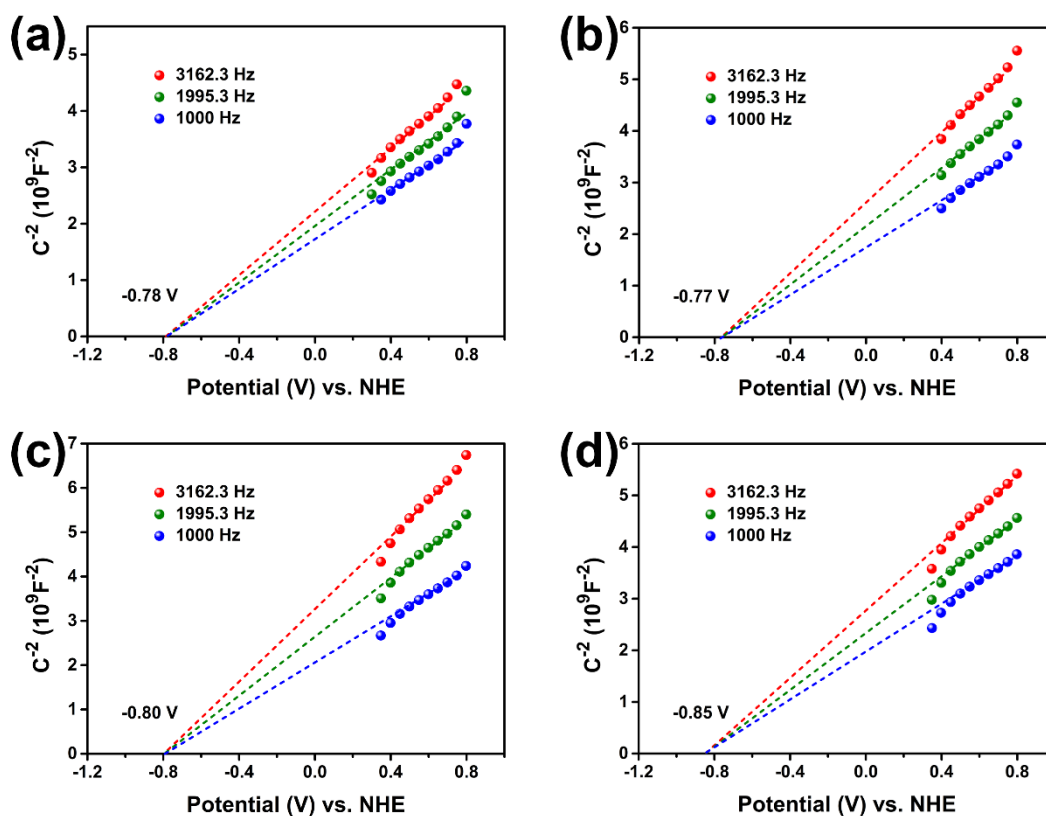 (a)
5
4
3
2
1
0
C⁻² (10⁹F⁻²)
3162.3 Hz
1995.3 Hz
1000 Hz
-0.78 V
-1.2 -0.8 -0.4 0.0 0.4 0.8
Potential (V) vs. NHE
(b)
6
5
4
3
2
1
0
C⁻² (10⁹F⁻²)
3162.3 Hz
1995.3 Hz
1000 Hz
-0.77 V
-1.2 -0.8 -0.4 0.0 0.4 0.8
Potential (V) vs. NHE
(c)
7
6
5
4
3
2
1
0
C⁻² (10⁹F⁻²)
3162.3 Hz
1995.3 Hz
1000 Hz
-0.80 V
-1.2 -0.8 -0.4 0.0 0.4 0.8
Potential (V) vs. NHE
(d)
6
5
4
3
2
1
0
C⁻² (10⁹F⁻²)
3162.3 Hz
1995.3 Hz
1000 Hz
-0.85 V
-1.2 -0.8 -0.4 0.0 0.4 0.8
Potential (V) vs. NHE